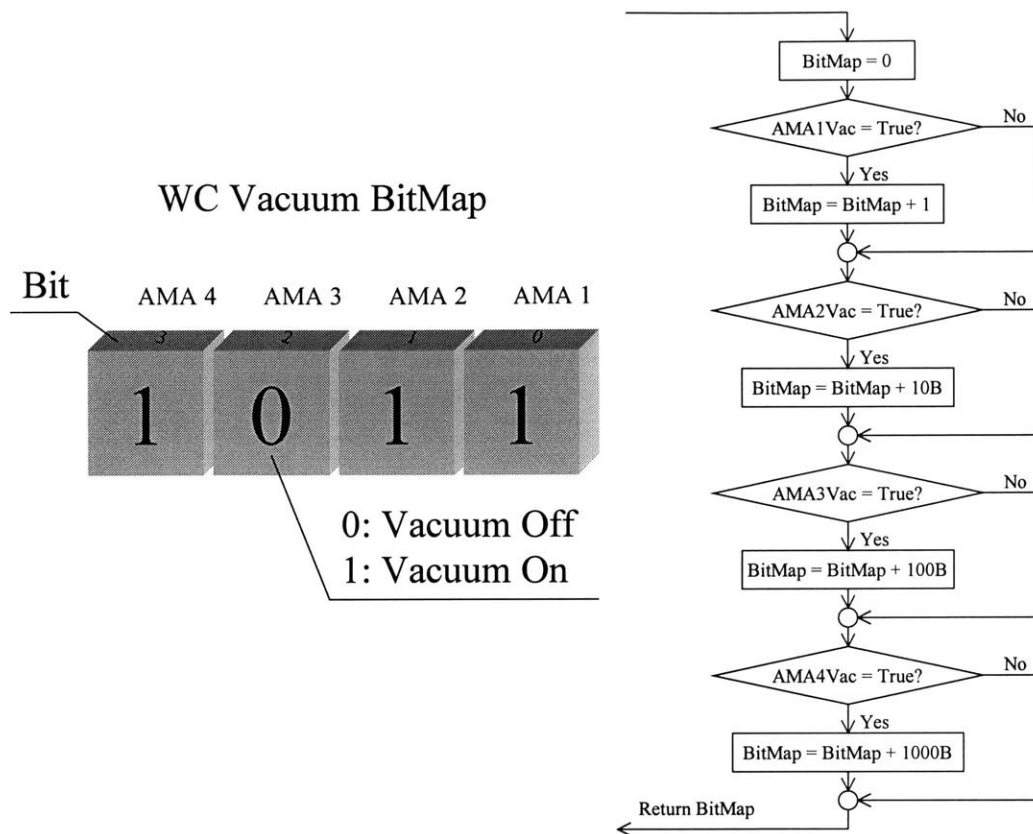 WC Vacuum BitMap
Bit
AMA 4 AMA 3 AMA 2 AMA 1
3 2 1 0
1 0 1 1
0: Vacuum Off
1: Vacuum On
BitMap = 0
AMA1Vac = True?
No
Yes
BitMap = BitMap + 1
AMA2Vac = True?
No
Yes
BitMap = BitMap + 10B
AMA3Vac = True?
No
Yes
BitMap = BitMap + 100B
AMA4Vac = True?
No
Yes
BitMap = BitMap + 1000B
Return BitMap